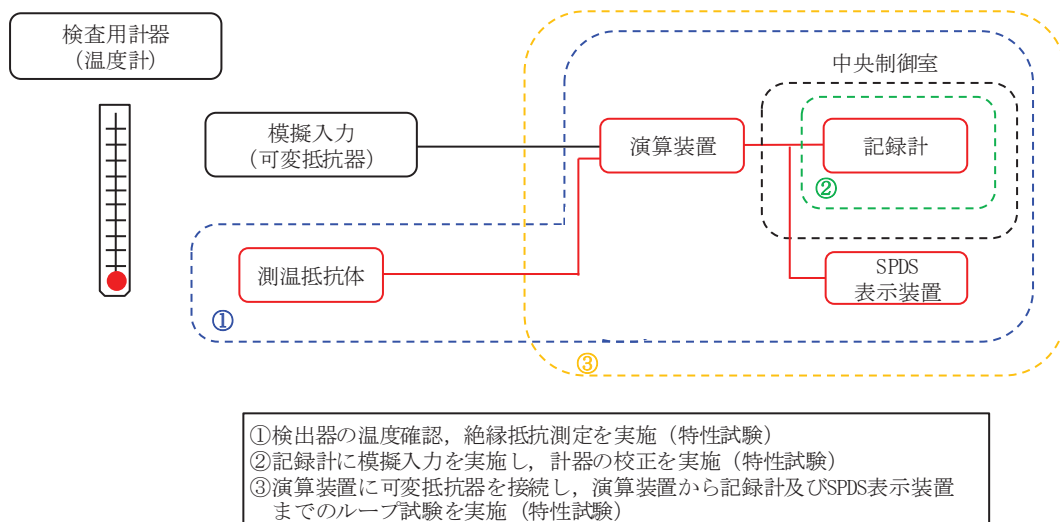 検査用計器
（温度計）
中央制御室
模擬入力
（可変抵抗器）
演算装置
記録計
②
測温抵抗体
SPDS
表示装置
①
③
①検出器の温度確認，絶縁抵抗測定を実施（特性試験）
②記録計に模擬入力を実施し，計器の校正を実施（特性試験）
③演算装置に可変抵抗器を接続し，演算装置から記録計及びSPDS表示装置
までのループ試験を実施（特性試験）